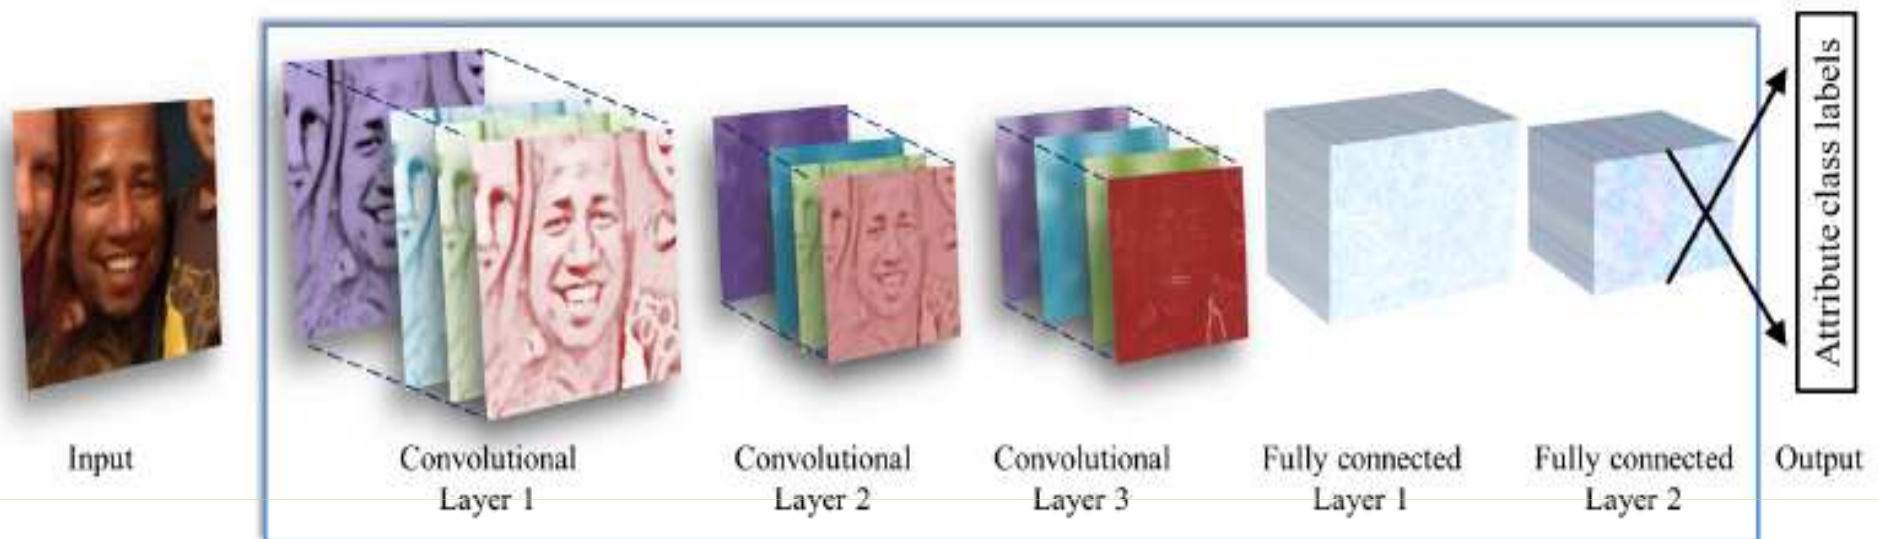 Attribute class labels
Input
Convolutional
Layer 1
Convolutional
Layer 2
Convolutional
Layer 3
Fully connected
Layer 1
Fully connected
Layer 2
Output